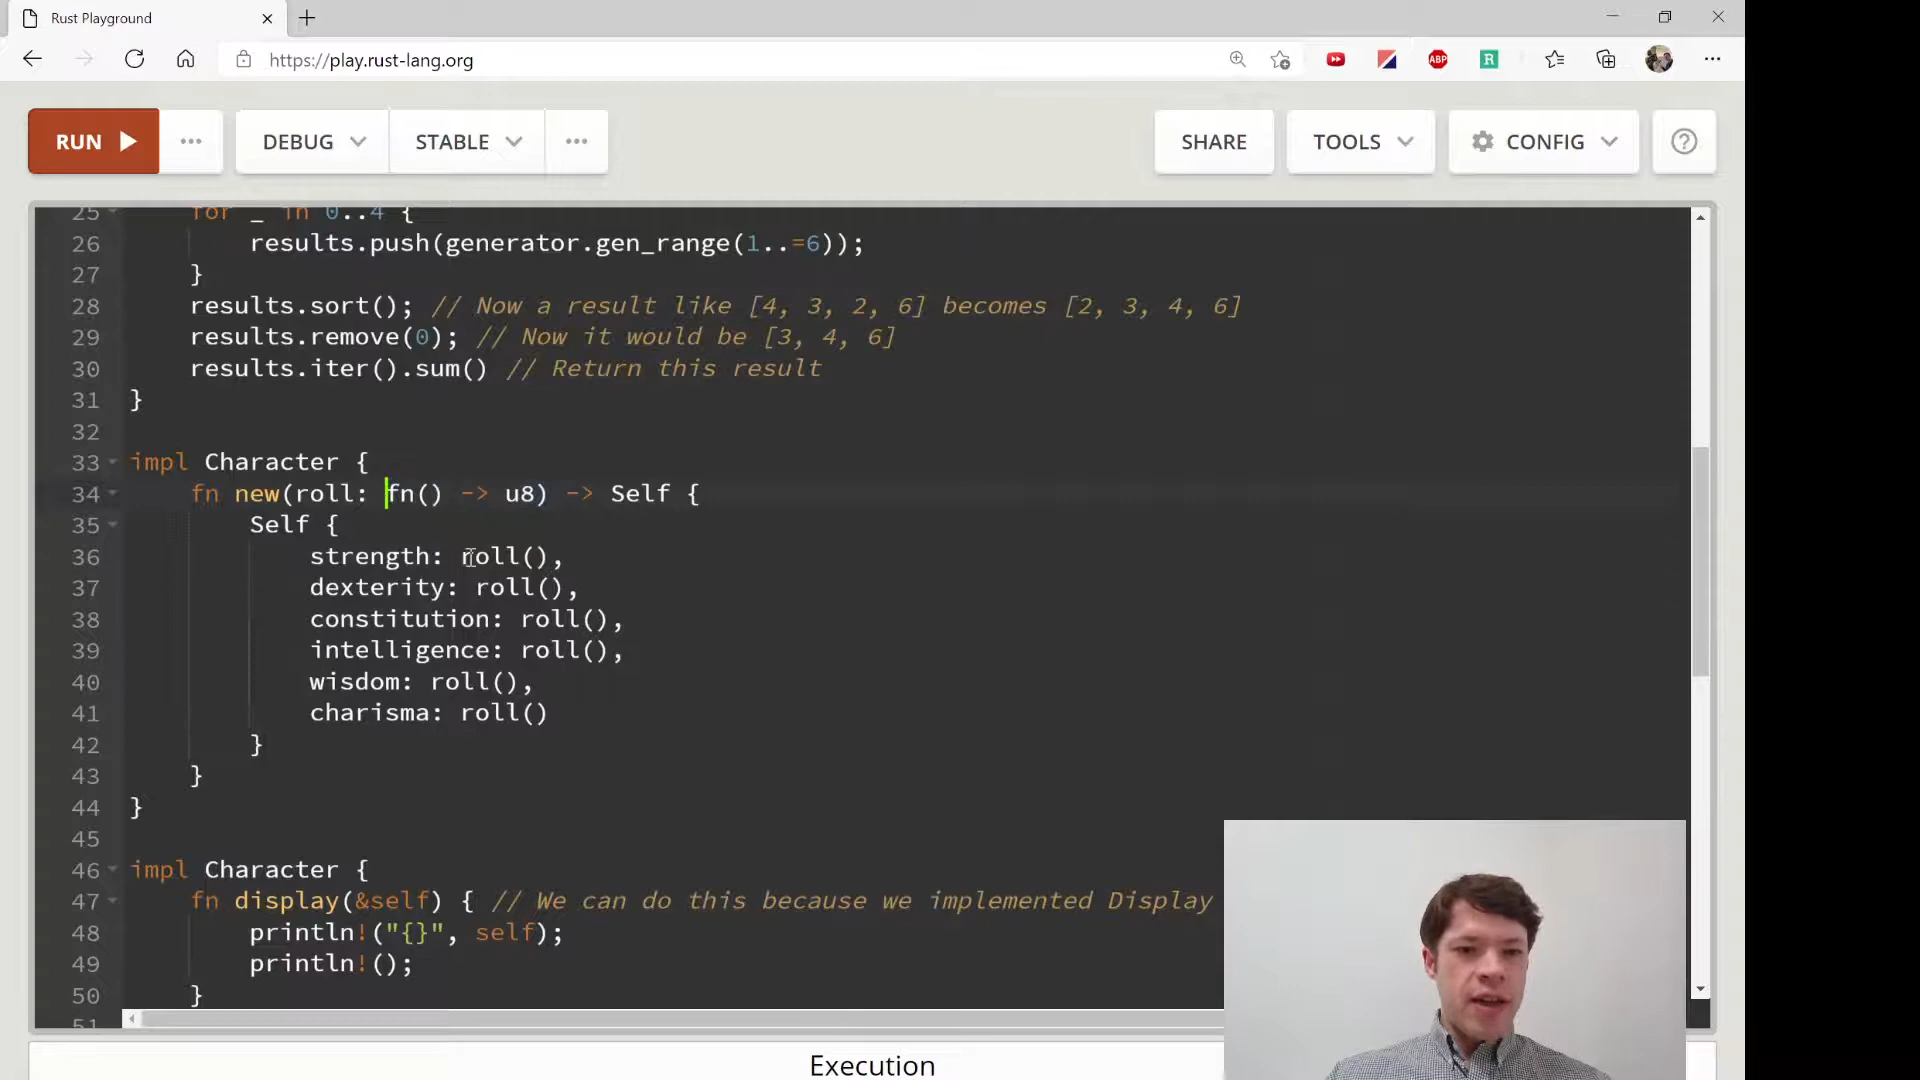 Rust Playground
https://play.rust-lang.org
ABP
R
RUN
DEBUG
STABLE
SHARE
TOOLS
CONFIG
25 for _ in 0..4 {
26 results.push(generator.gen_range(1..=6));
27 }
28 results.sort(); // Now a result like [4, 3, 2, 6] becomes [2, 3, 4, 6]
29 results.remove(0); // Now it would be [3, 4, 6]
30 results.iter().sum() // Return this result
31 }
32
33 impl Character {
34 fn new(roll: fn() -> u8) -> Self {
35 Self {
36 strength: roll(),
37 dexterity: roll(),
38 constitution: roll(),
39 intelligence: roll(),
40 wisdom: roll(),
41 charisma: roll()
42 }
43 }
44 }
45
46 impl Character {
47 fn display(&self) { // We can do this because we implemented Display
48 println!("{}", self);
49 println!();
50 }
51
Execution